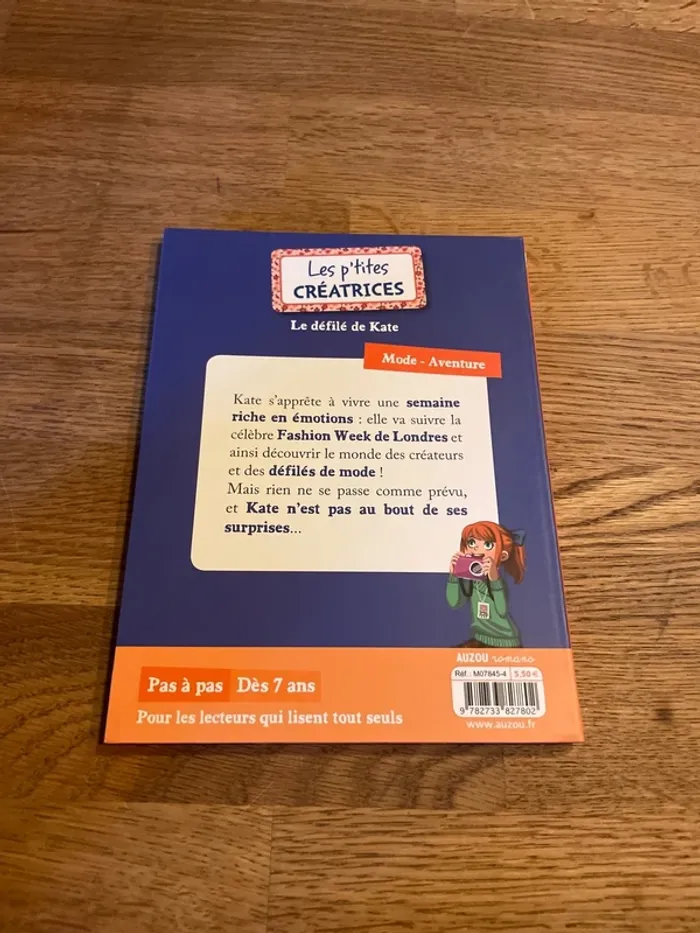 Les p'tites
CRÉATRICES
Le défilé de Kate
Mode - Aventure
Kate s'apprête à vivre une semaine
riche en émotions : elle va suivre la
célèbre Fashion Week de Londres et
ainsi découvrir le monde des créateurs
et des défilés de mode !
Mais rien ne se passe comme prévu,
et Kate n'est pas au bout de ses
surprises...
AUZOU romans
Réf.: M07845-4 5,50 €
9 782733 827802
www.auzou.fr
Pas à pas Dès 7 ans
Pour les lecteurs qui lisent tout seuls